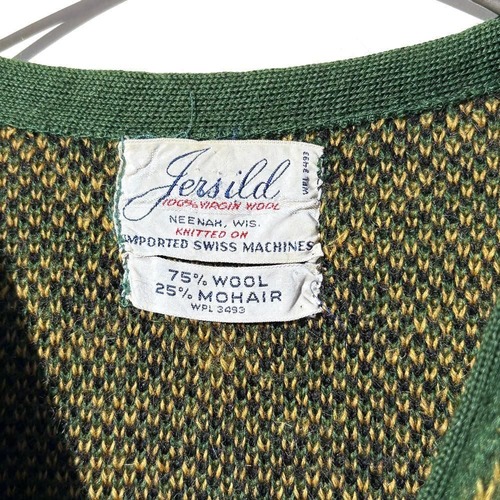 Jersild
100% VIRGIN WOOL
NEENAH, WIS.
KNITTED ON
IMPORTED SWISS MACHINES
WPL 3493
75% WOOL
25% MOHAIR
WPL 3493